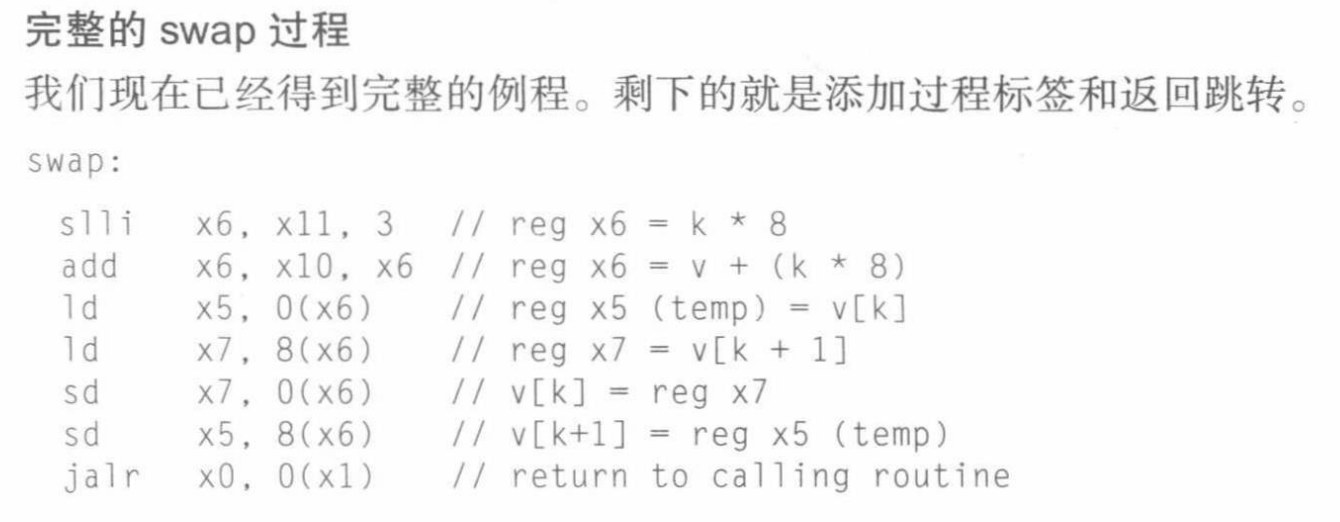 完整的 swap 过程
我们现在已经得到完整的例程。剩下的就是添加过程标签和返回跳转。
swap:
slli x6, x11, 3 // reg x6 = k * 8
add x6, x10, x6 // reg x6 = v + (k * 8)
ld x5, 0(x6) // reg x5 (temp) = v[k]
ld x7, 8(x6) // reg x7 = v[k + 1]
sd x7, 0(x6) // v[k] = reg x7
sd x5, 8(x6) // v[k+1] = reg x5 (temp)
jalr x0, 0(x1) // return to calling routine